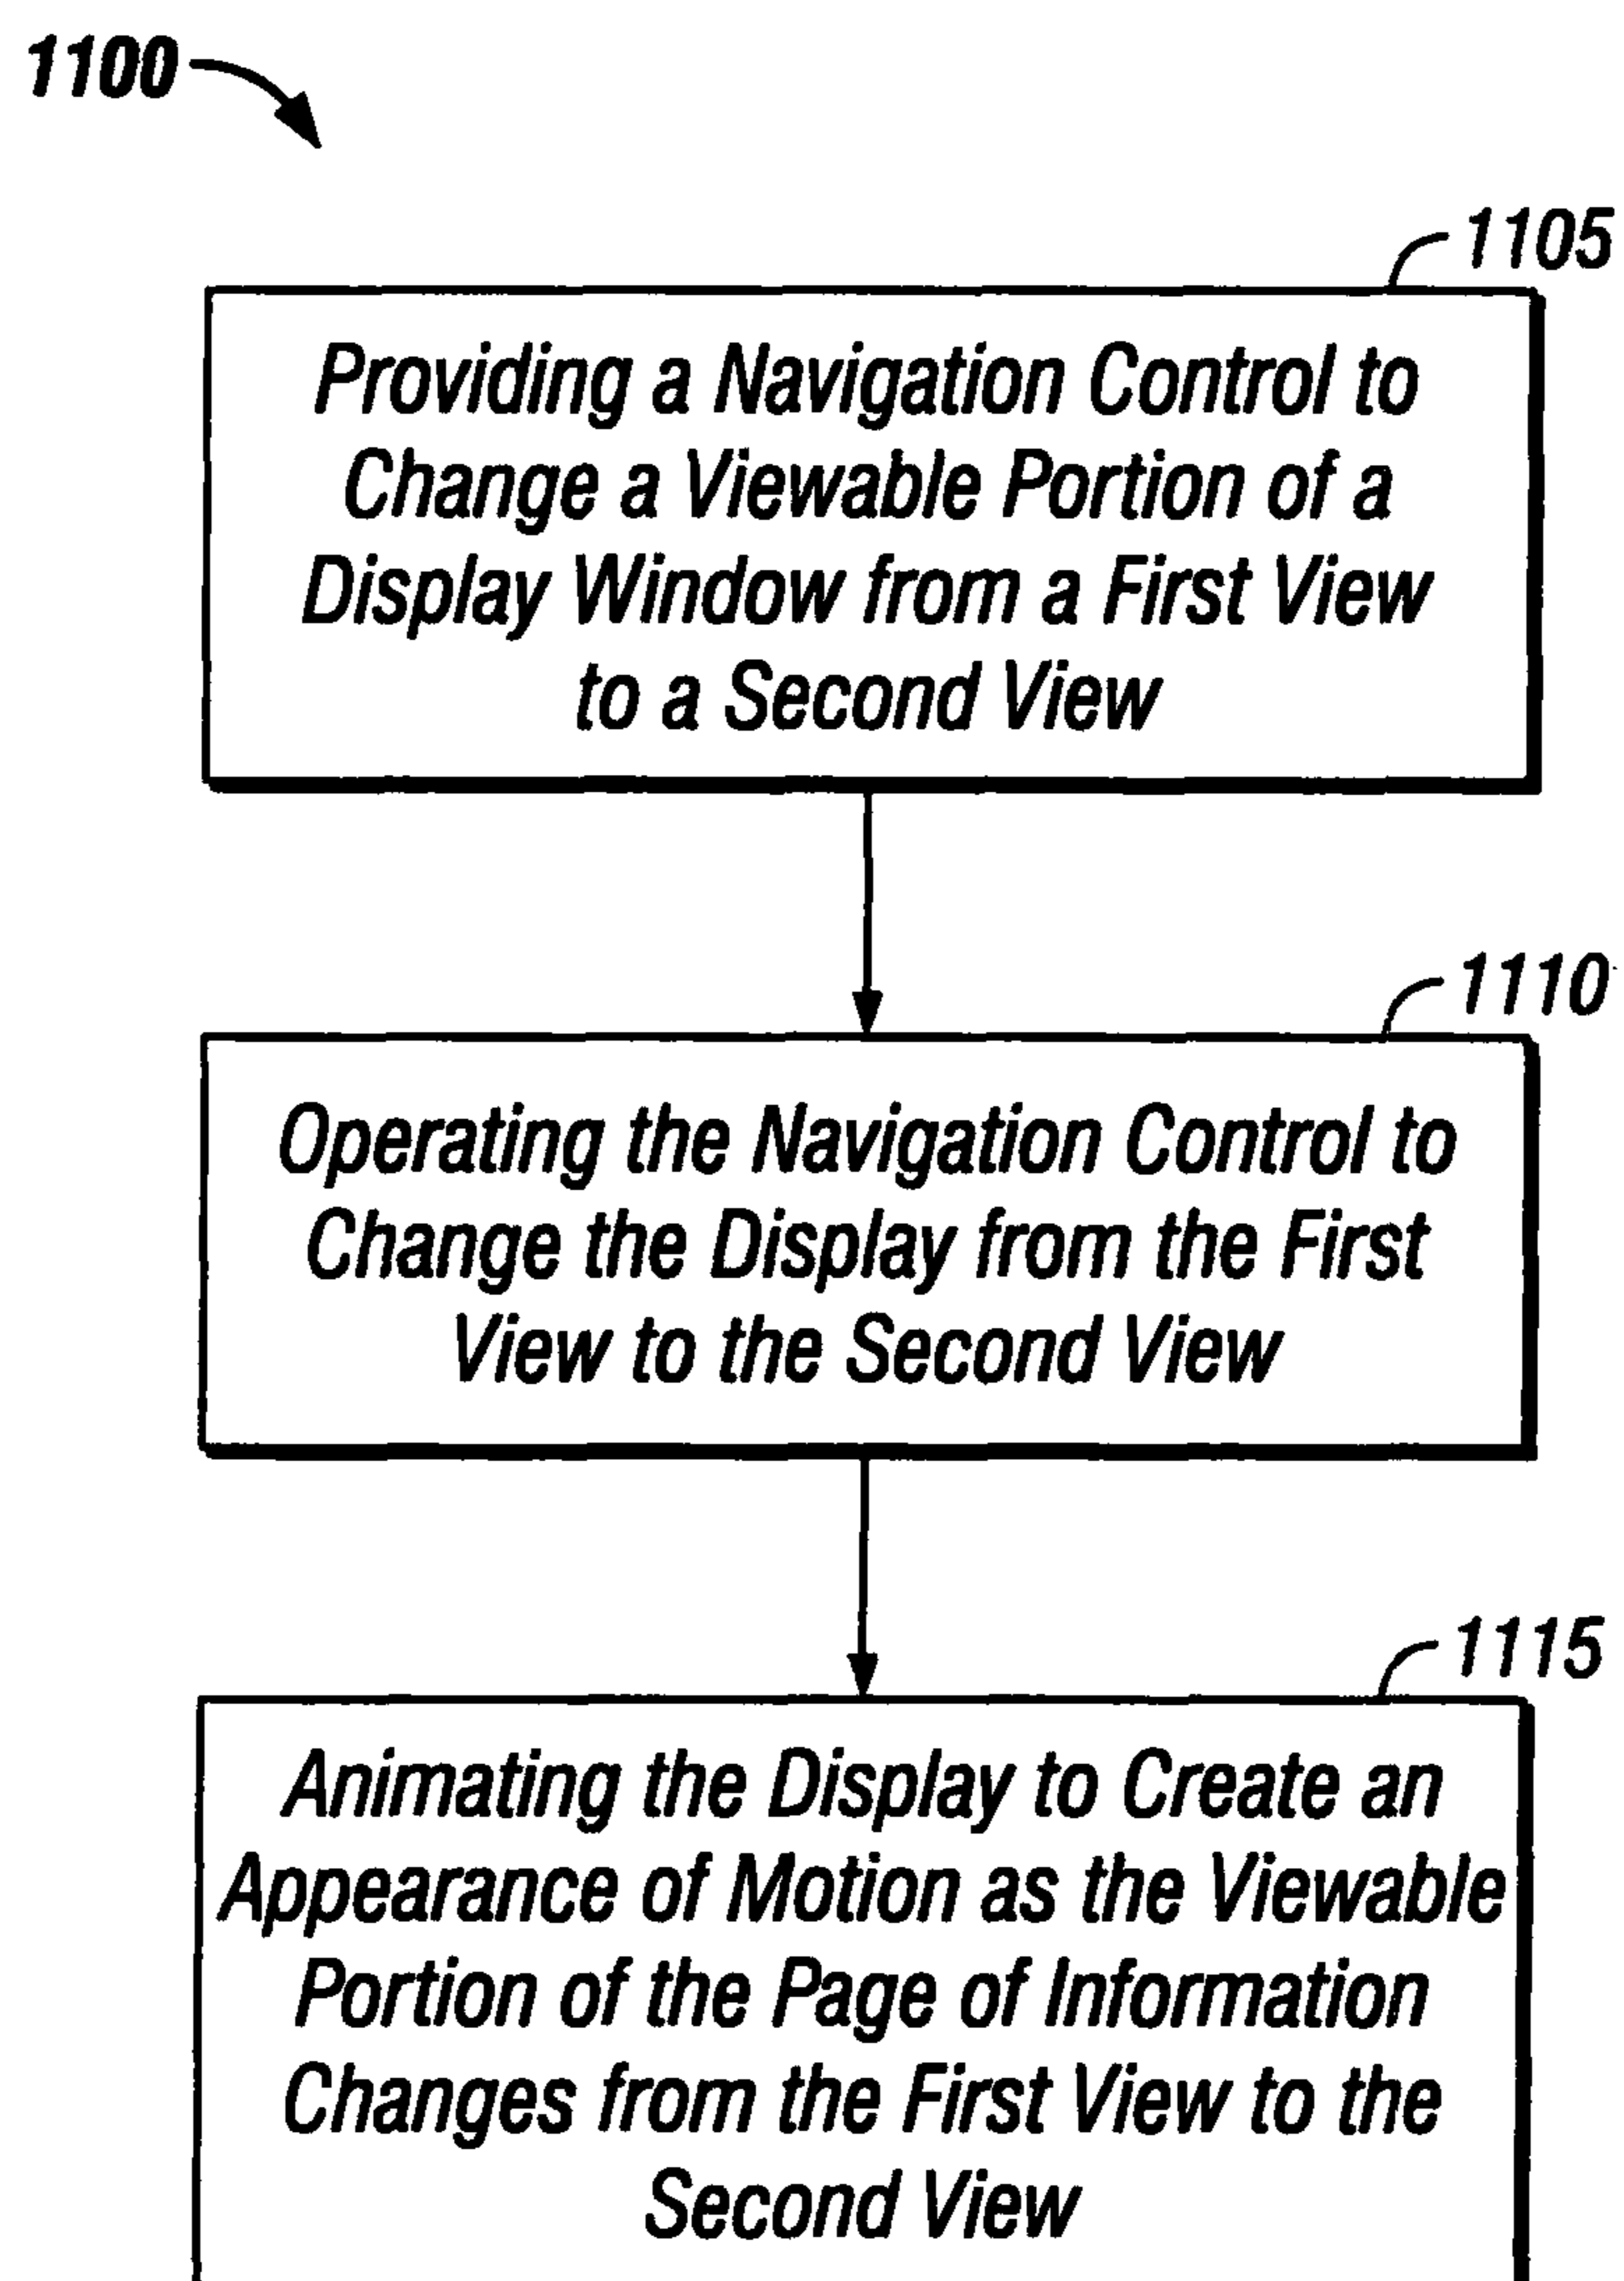 1100
1105
Providing a Navigation Control to
Change a Viewable Portion of a
Display Window from a First View
to a Second View
1110
Operating the Navigation Control to
Change the Display from the First
View to the Second View
1115
Animating the Display to Create an
Appearance of Motion as the Viewable
Portion of the Page of Information
Changes from the First View to the
Second View